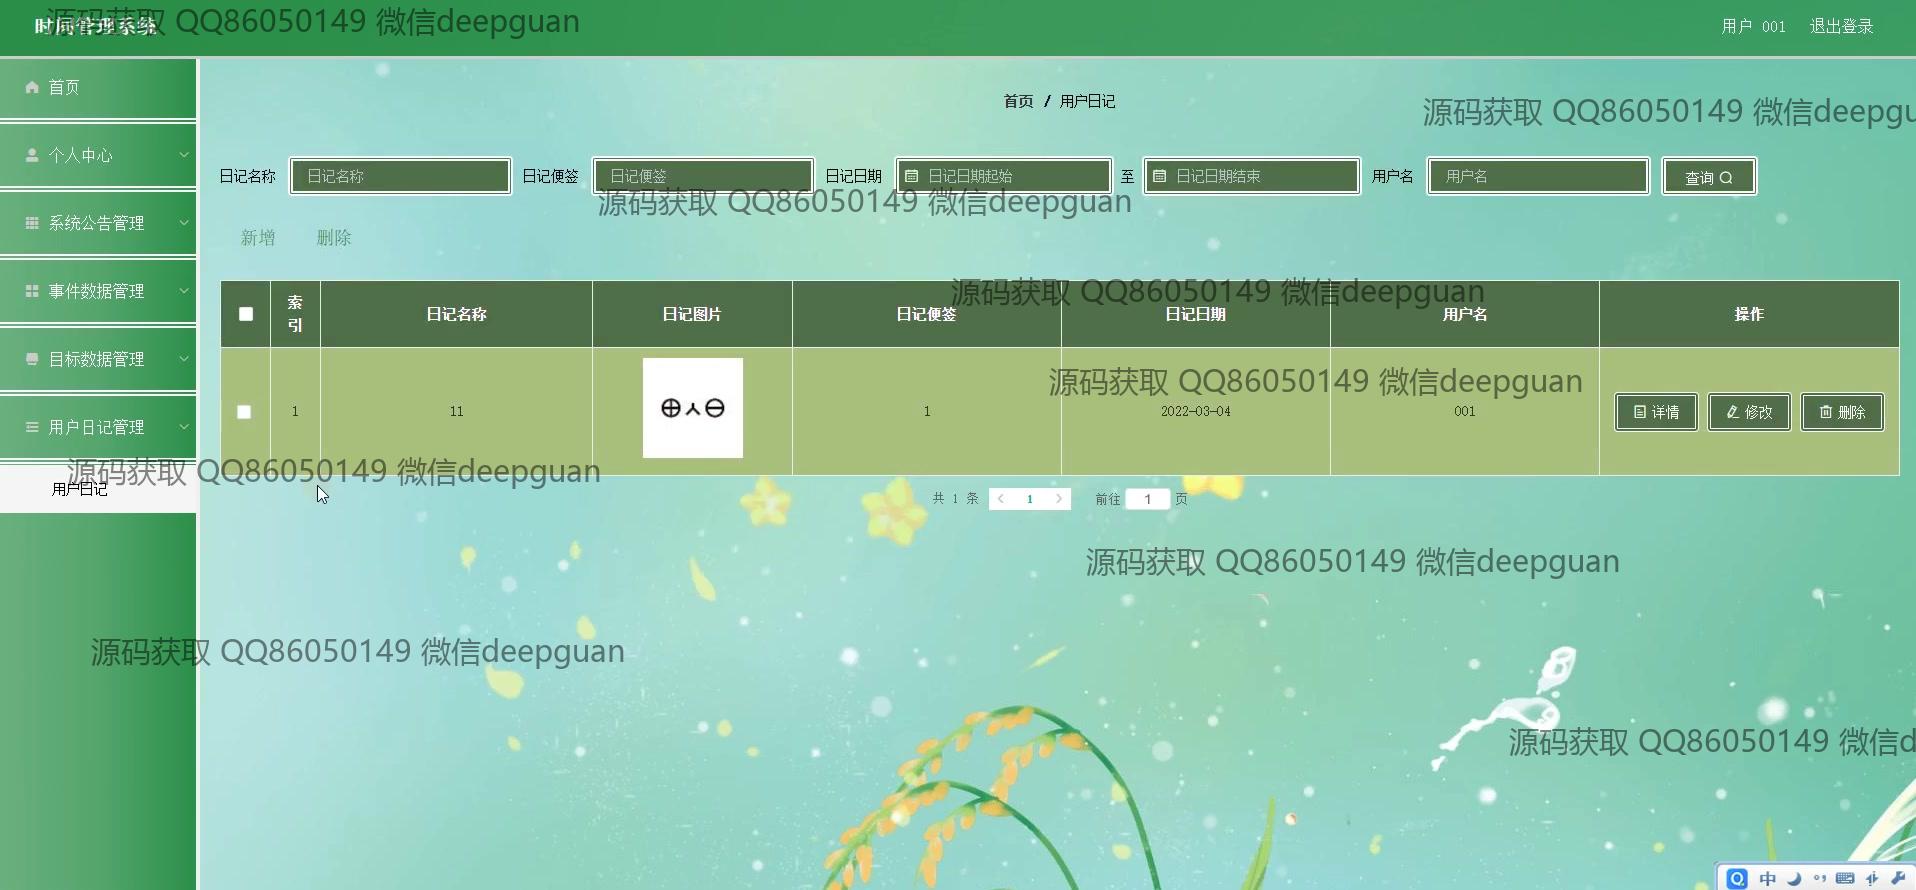 时间管理系统
源码获取 QQ86050149 微信deepguan
用户 001 退出登录
首页
个人中心
系统公告管理
事件数据管理
目标数据管理
用户日记管理
用户日记
首页 / 用户日记
源码获取 QQ86050149 微信deepgu
日记名称 日记名称 日记便签 日记便签 日记日期 日记日期起始 至 日记日期结束 用户名 用户名 查询
源码获取 QQ86050149 微信deepguan
新增 删除
源码获取 QQ86050149 微信deepguan
索引 日记名称 日记图片 日记便签 日记日期 用户名 操作
源码获取 QQ86050149 微信deepguan
1 11 1 2022-03-04 001 详情 修改 删除
源码获取 QQ86050149 微信deepguan
共 1 条 1 前往 1 页
源码获取 QQ86050149 微信deepguan
源码获取 QQ86050149 微信deepguan
源码获取 QQ86050149 微信d
中